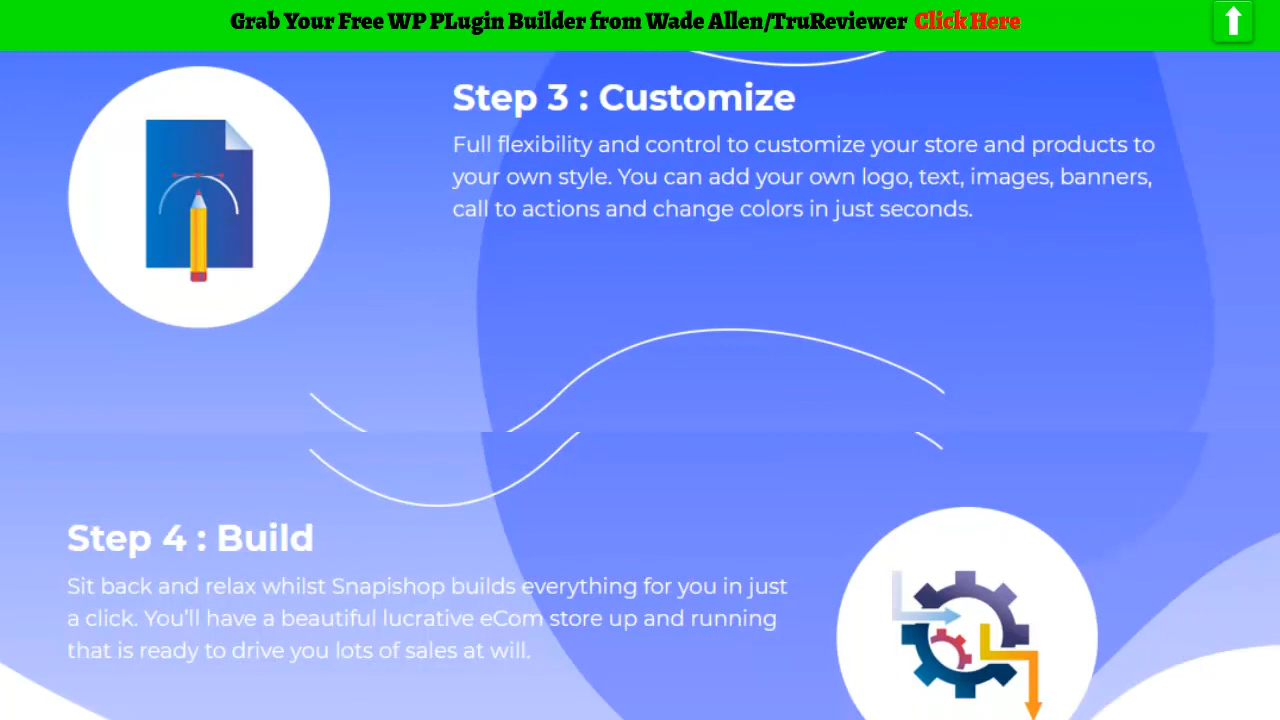 Grab Your Free WP PLugin Builder from Wade Allen/TruReviewer Click Here
Step 3 : Customize
Full flexibility and control to customize your store and products to
your own style. You can add your own logo, text, images, banners,
call to actions and change colors in just seconds.
Step 4 : Build
Sit back and relax whilst Snapishop builds everything for you in just
a click. You’ll have a beautiful lucrative eCom store up and running
that is ready to drive you lots of sales at will.